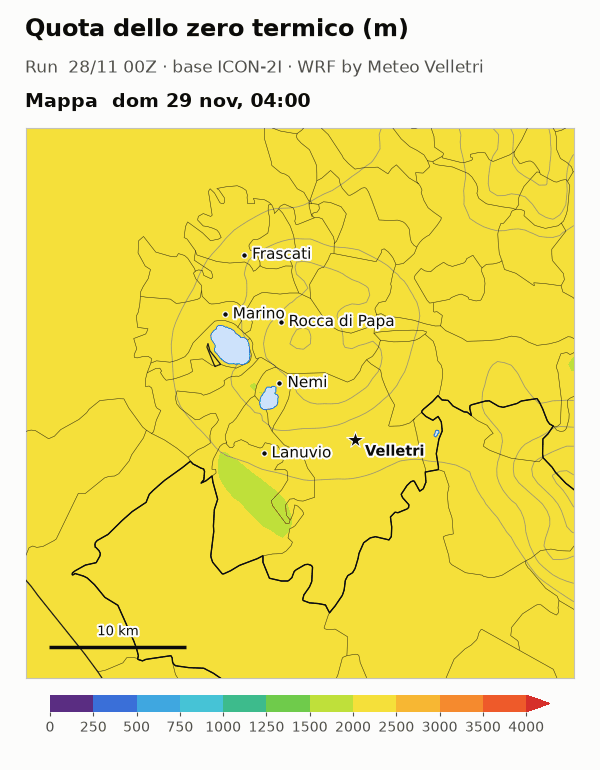 Quota dello zero termico (m)
Run  28/11 00Z · base ICON-2I · WRF by Meteo Velletri
Mappa  dom 29 nov, 04:00
Frascati
Marino
Rocca di Papa
Nemi
Velletri
Lanuvio
10 km
0 250 500 750 1000 1250 1500 2000 2500 3000 3500 4000